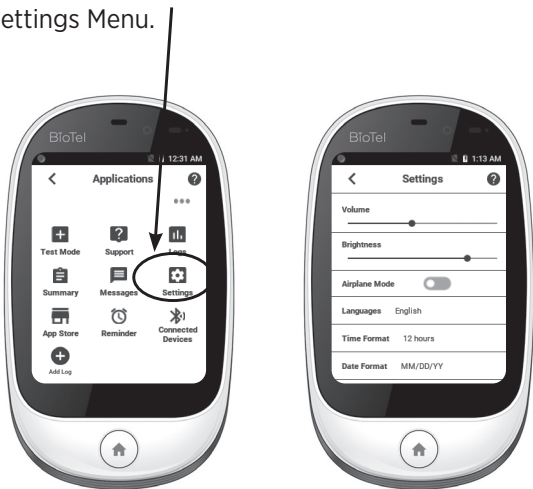 ettings Menu.
BioTel
12:31 AM
Applications
Test Mode
Support
Logs
Summary
Messages
Settings
App Store
Reminder
Connected
Devices
Add Log
BioTel
1:13 AM
Settings
Volume
Brightness
Airplane Mode
Languages English
Time Format 12 hours
Date Format MM/DD/YY